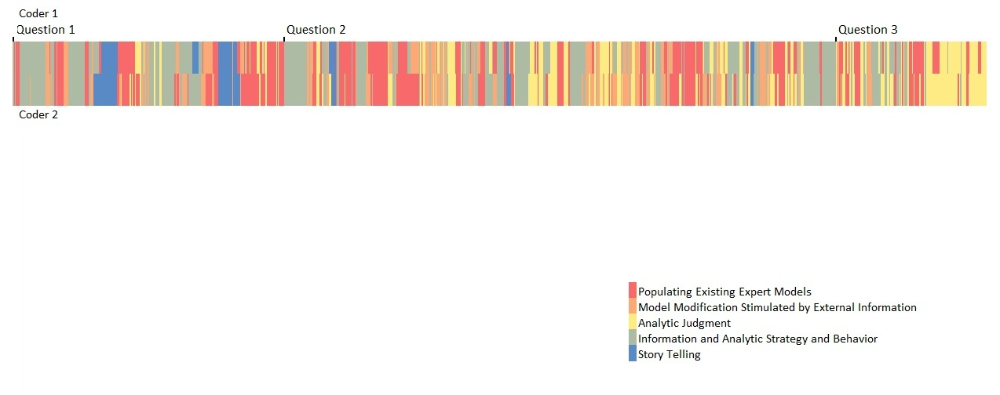 Coder 1
Question 1
Question 2
Question 3
Coder 2
Populating Existing Expert Models
Model Modification Stimulated by External Information
Analytic Judgment
Information and Analytic Strategy and Behavior
Story Telling